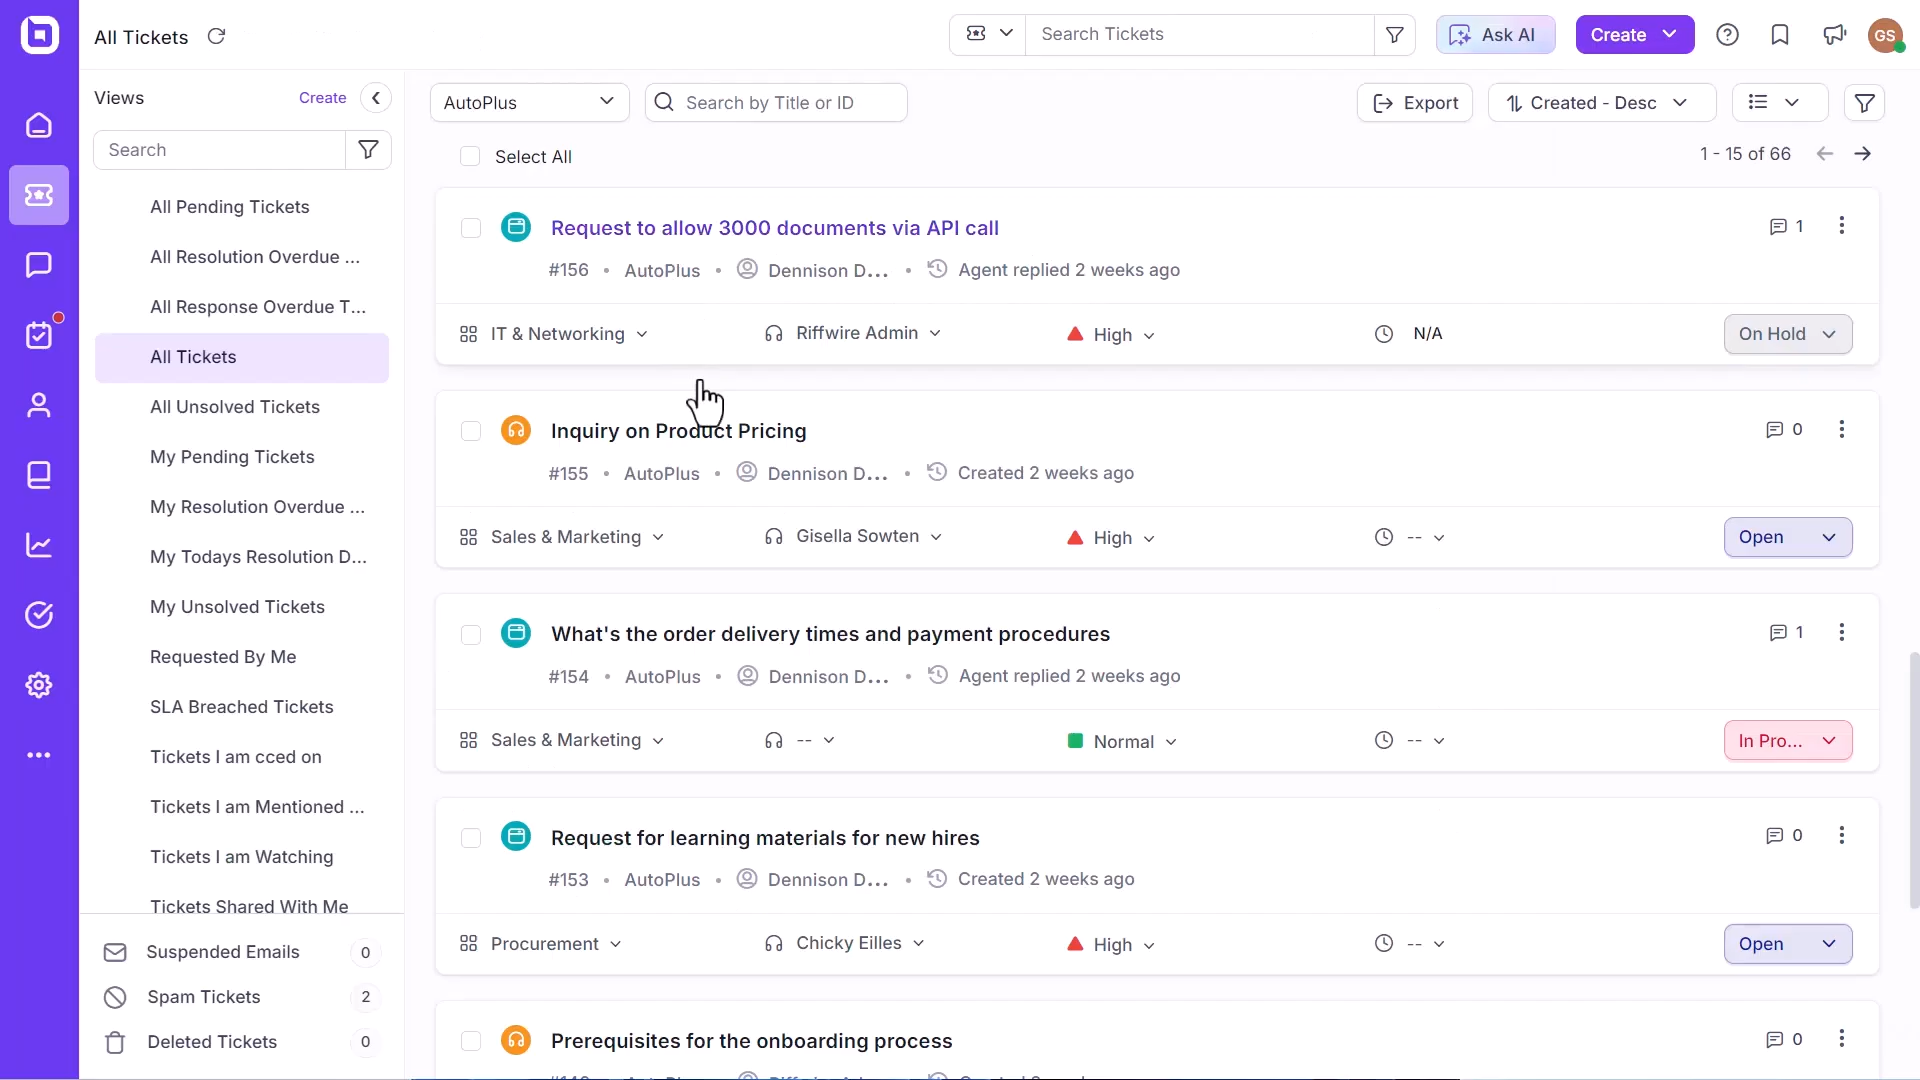 All Tickets
Search Tickets
Ask AI
Create
GS
Views
Create
Search
All Pending Tickets
All Resolution Overdue ...
All Response Overdue T...
All Tickets
All Unsolved Tickets
My Pending Tickets
My Resolution Overdue ...
My Todays Resolution D...
My Unsolved Tickets
Requested By Me
SLA Breached Tickets
Tickets I am cced on
Tickets I am Mentioned ...
Tickets I am Watching
Tickets Shared With Me
Suspended Emails 0
Spam Tickets 2
Deleted Tickets 0
AutoPlus
Search by Title or ID
Export
Created - Desc
Select All
1 - 15 of 66
Request to allow 3000 documents via API call
1
#156 • AutoPlus • Dennison D... • Agent replied 2 weeks ago
IT & Networking
Riffwire Admin
High
N/A
On Hold
Inquiry on Product Pricing
0
#155 • AutoPlus • Dennison D... • Created 2 weeks ago
Sales & Marketing
Gisella Sowten
High
--
Open
What's the order delivery times and payment procedures
1
#154 • AutoPlus • Dennison D... • Agent replied 2 weeks ago
Sales & Marketing
--
Normal
--
In Pro...
Request for learning materials for new hires
0
#153 • AutoPlus • Dennison D... • Created 2 weeks ago
Procurement
Chicky Eilles
High
--
Open
Prerequisites for the onboarding process
0